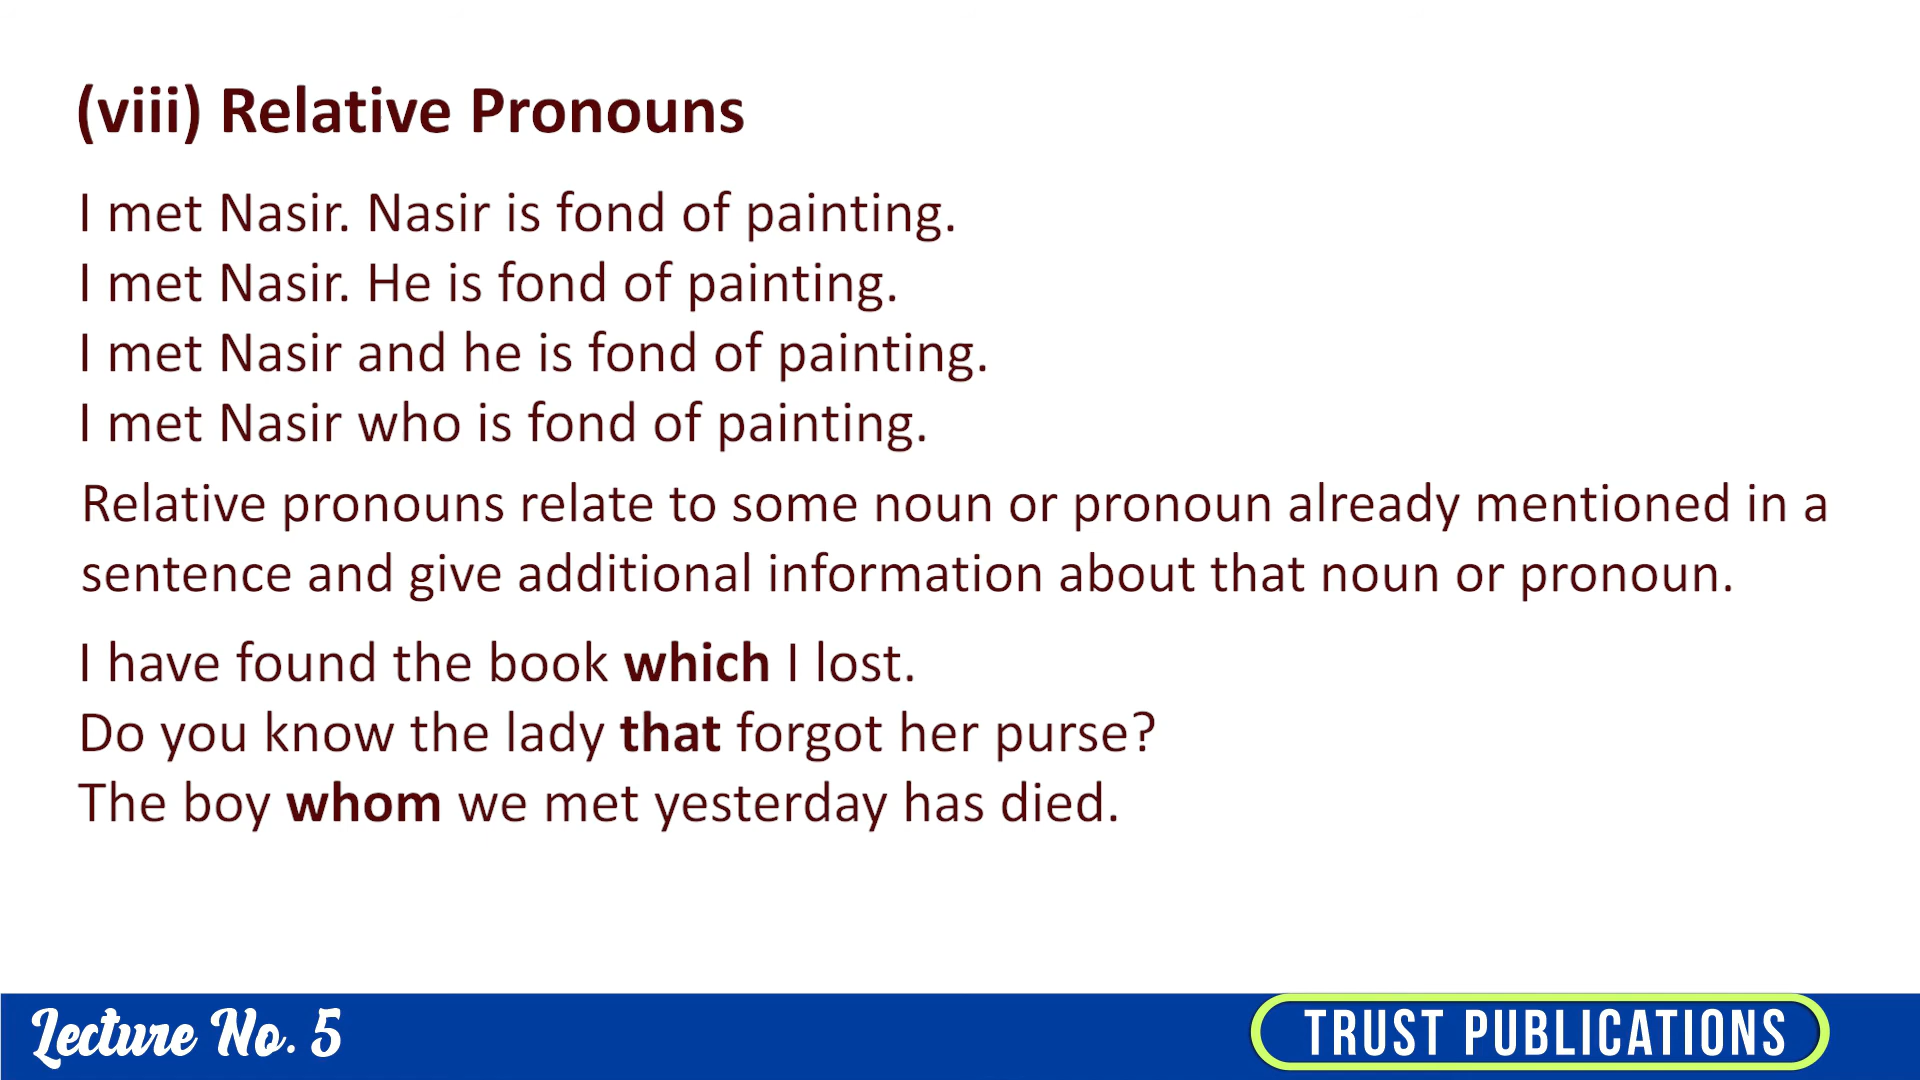 (viii) Relative Pronouns
I met Nasir. Nasir is fond of painting.
I met Nasir. He is fond of painting.
I met Nasir and he is fond of painting.
I met Nasir who is fond of painting.
Relative pronouns relate to some noun or pronoun already mentioned in a
sentence and give additional information about that noun or pronoun.
I have found the book which I lost.
Do you know the lady that forgot her purse?
The boy whom we met yesterday has died.
Lecture No. 5
TRUST PUBLICATIONS